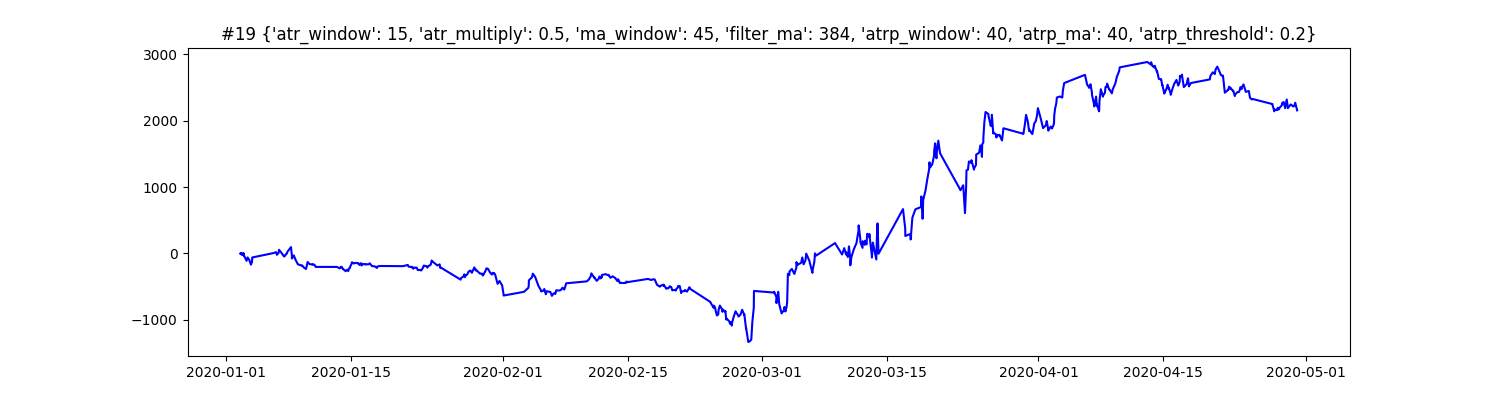 #19 {'atr_window': 15, 'atr_multiply': 0.5, 'ma_window': 45, 'filter_ma': 384, 'atrp_window': 40, 'atrp_ma': 40, 'atrp_threshold': 0.2}
3000
2000
1000
0
−1000
2020-01-01 2020-01-15 2020-02-01 2020-02-15 2020-03-01 2020-03-15 2020-04-01 2020-04-15 2020-05-01